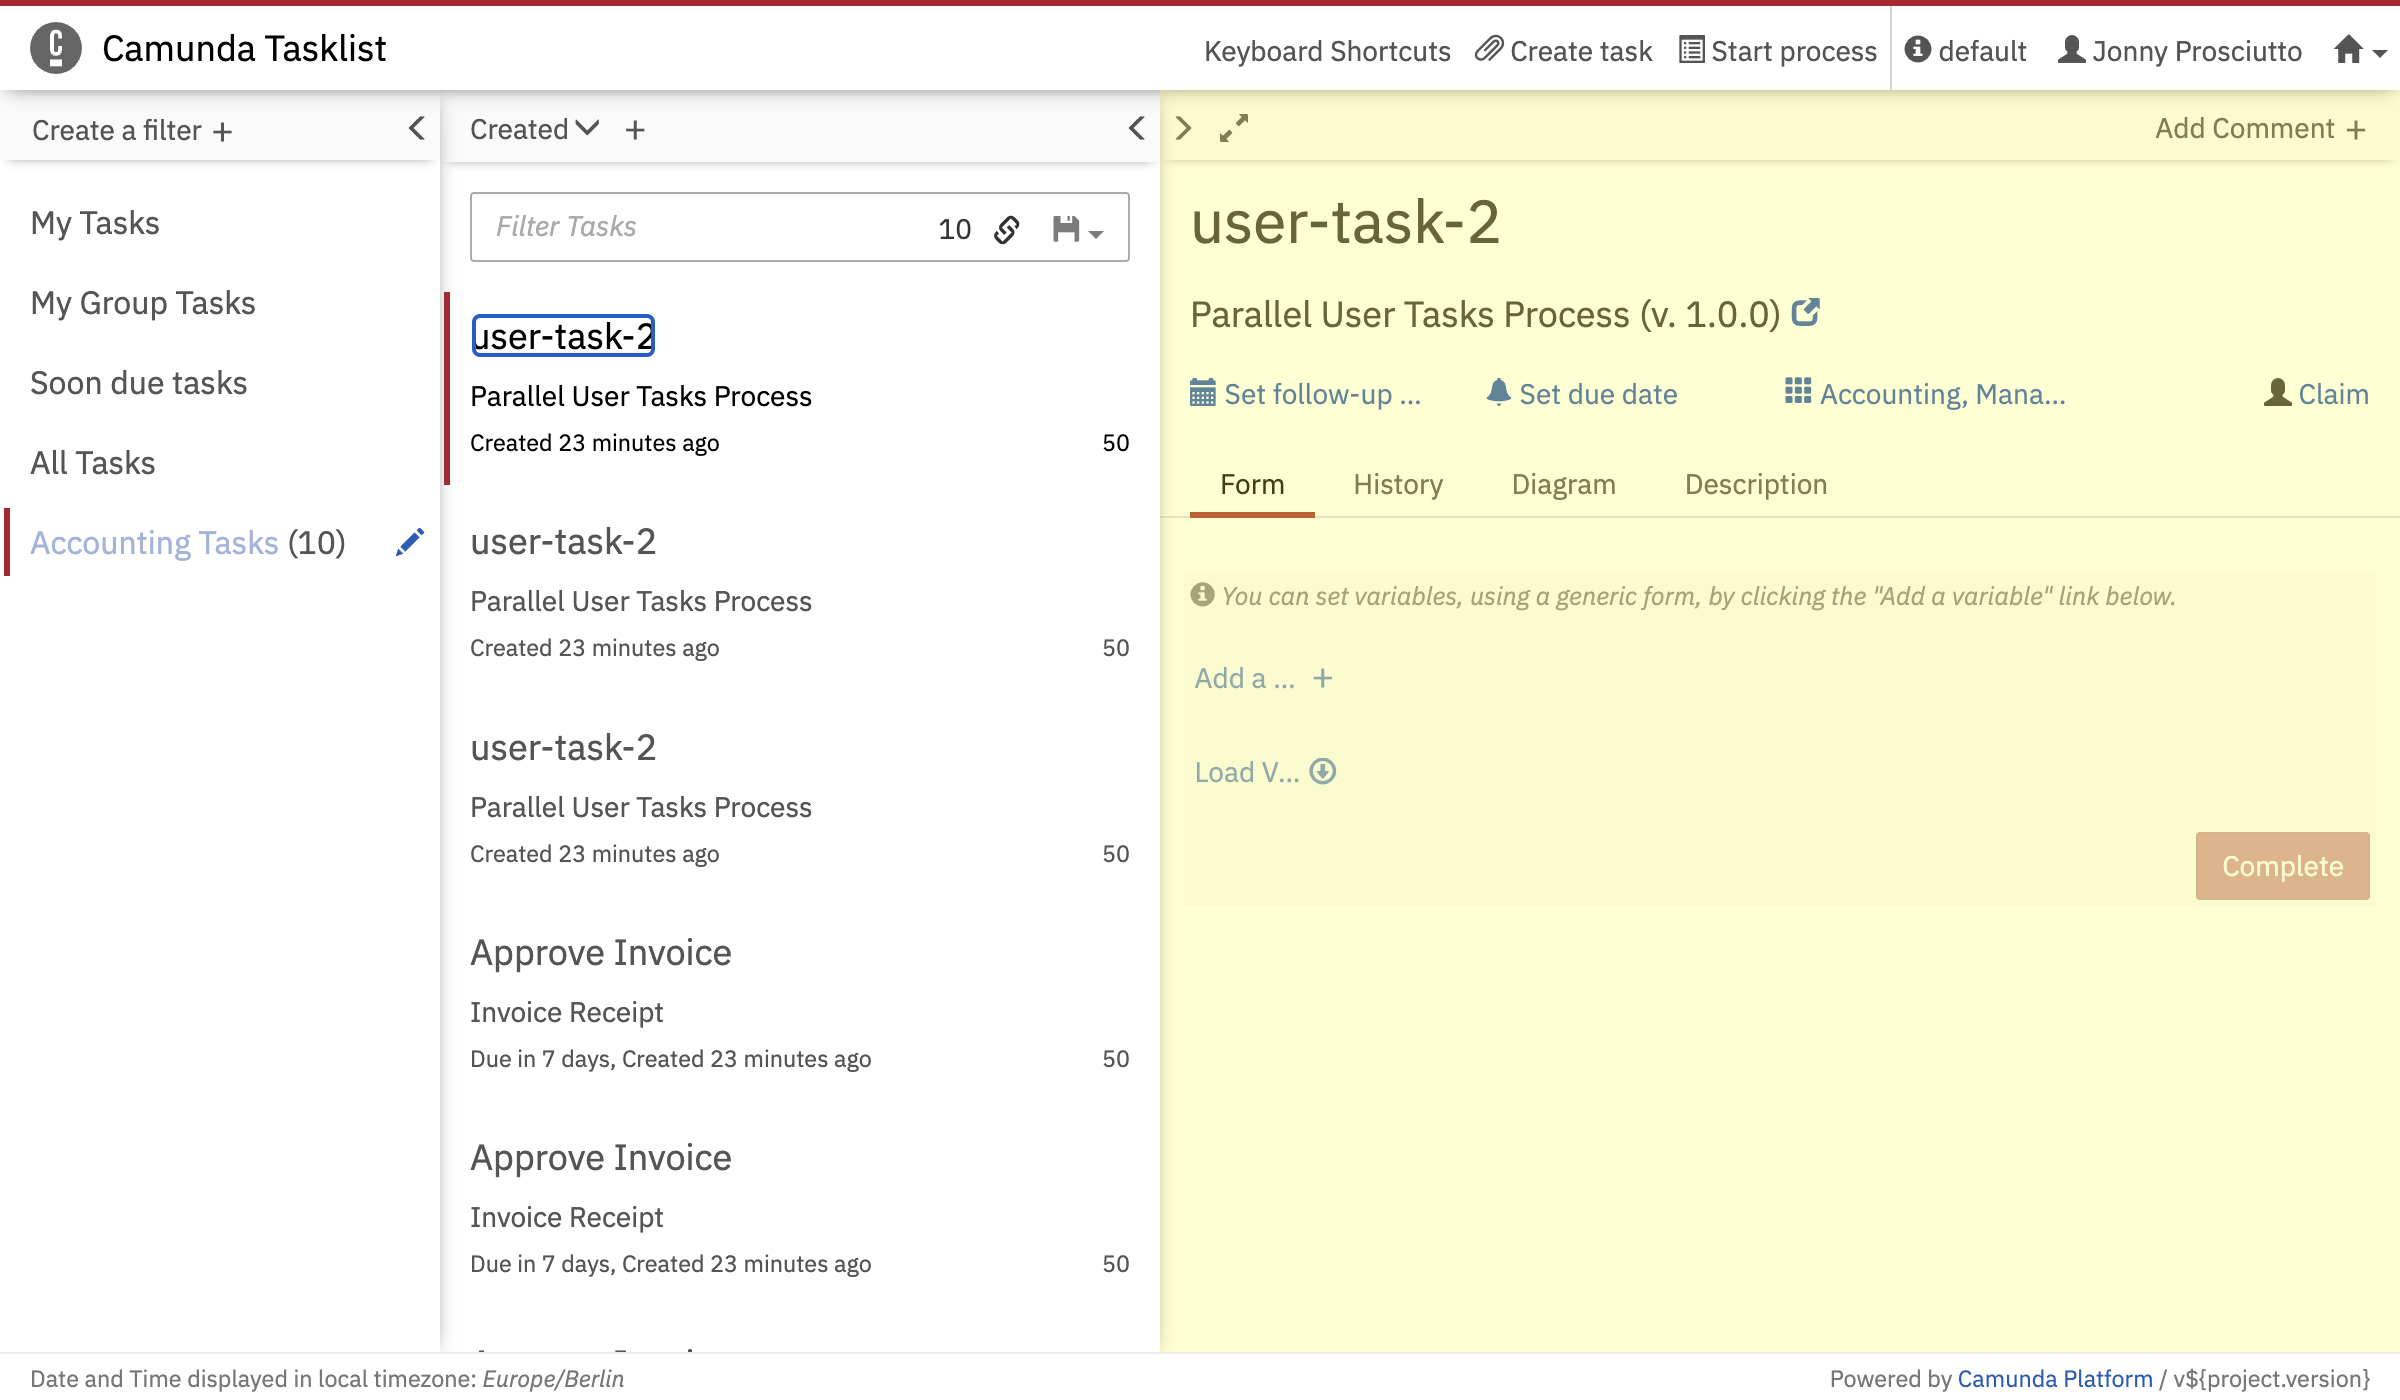 Camunda Tasklist
Keyboard Shortcuts Create task Start process default Jonny Prosciutto
Create a filter +
My Tasks
My Group Tasks
Soon due tasks
All Tasks
Accounting Tasks (10)
Created +
Filter Tasks 10
user-task-2
Parallel User Tasks Process
Created 23 minutes ago 50
user-task-2
Parallel User Tasks Process
Created 23 minutes ago 50
user-task-2
Parallel User Tasks Process
Created 23 minutes ago 50
Approve Invoice
Invoice Receipt
Due in 7 days, Created 23 minutes ago 50
Approve Invoice
Invoice Receipt
Due in 7 days, Created 23 minutes ago 50
Add Comment +
user-task-2
Parallel User Tasks Process (v. 1.0.0)
Set follow-up ... Set due date Accounting, Mana... Claim
Form History Diagram Description
You can set variables, using a generic form, by clicking the "Add a variable" link below.
Add a ... +
Load V...
Complete
Date and Time displayed in local timezone: Europe/Berlin
Powered by Camunda Platform / v${project.version}